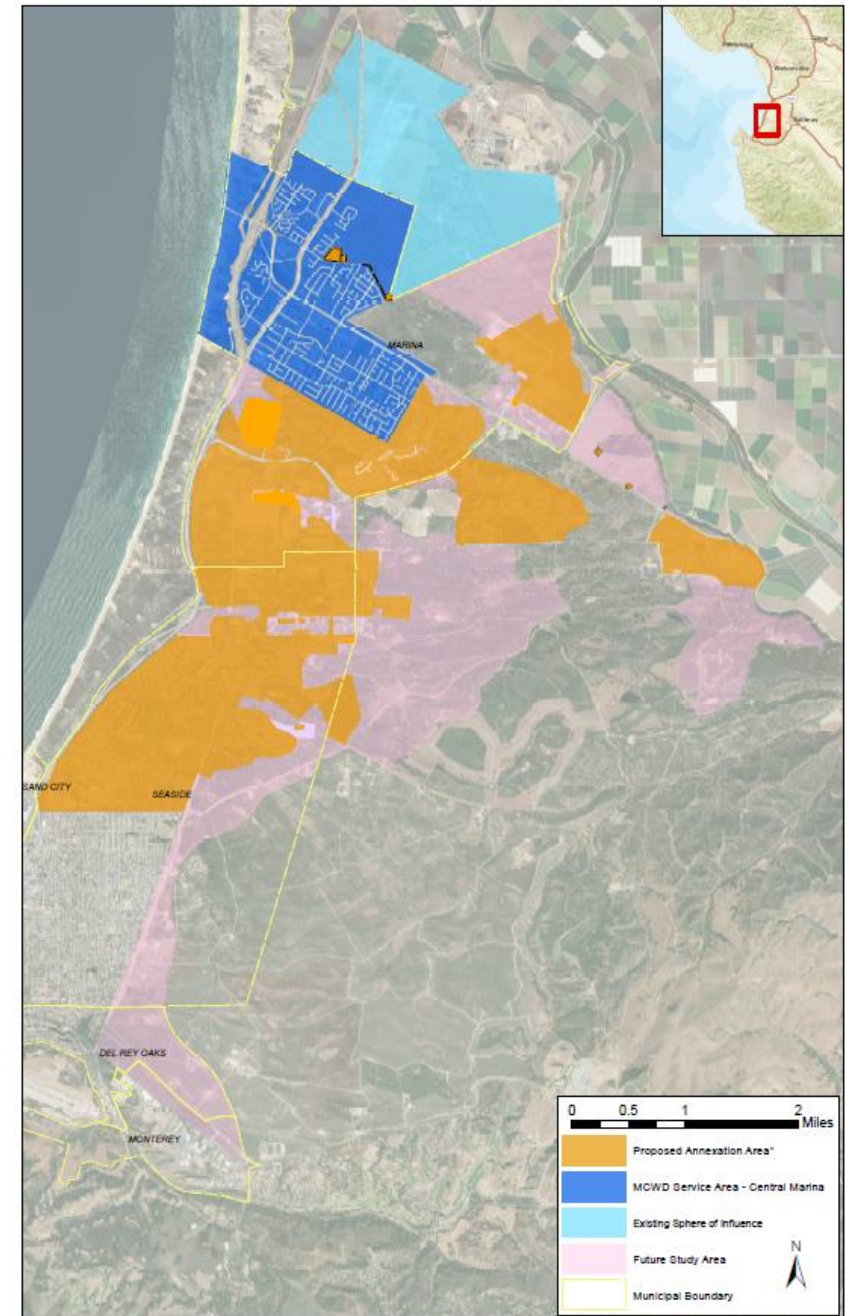 Watsonville
MARINA
SAND CITY
SEASIDE
DEL REY OAKS
MONTEREY
0 0.5 1 2
Miles
Proposed Annexation Area*
MCWD Service Area - Central Marina
Existing Sphere of Influence
Future Study Area
N
Municipal Boundary